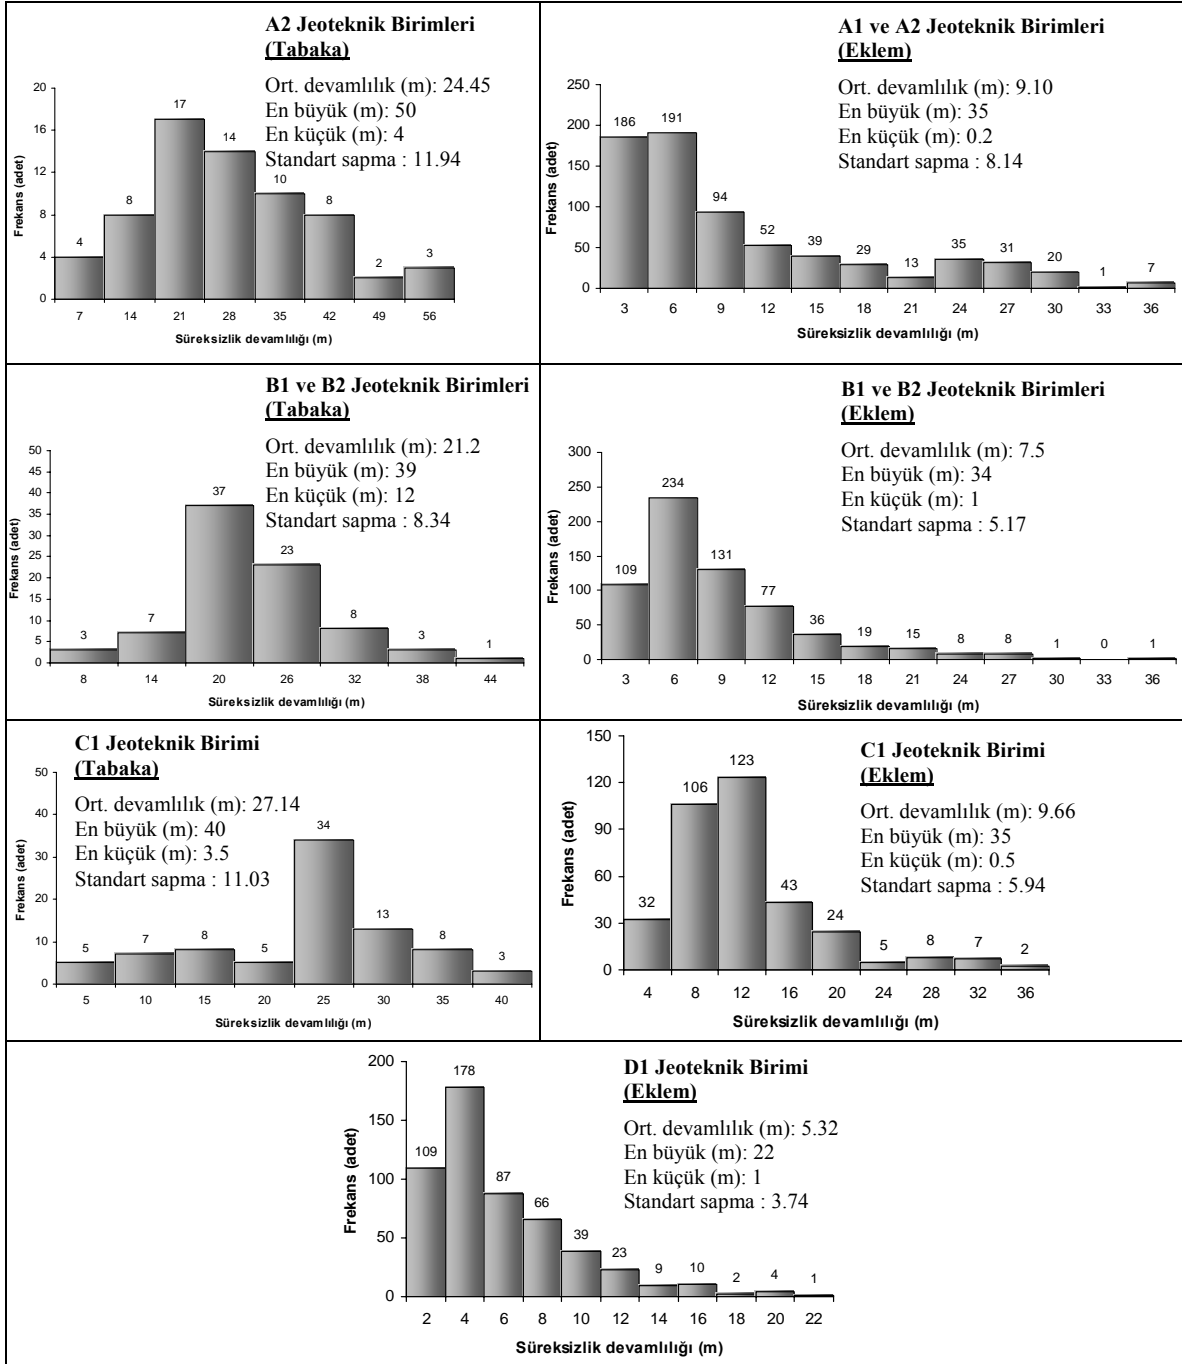 A2 Jeoteknik Birimleri
(Tabaka)
Ort. devamlılık (m): 24.45
En büyük (m): 50
En küçük (m): 4
Standart sapma : 11.94
Frekans (adet)
20
16
12
8
4
0
4
8
17
14
10
8
2
3
7 14 21 28 35 42 49 56
Süreksizlik devamlılığı (m)
A1 ve A2 Jeoteknik Birimleri
(Eklem)
Ort. devamlılık (m): 9.10
En büyük (m): 35
En küçük (m): 0.2
Standart sapma : 8.14
Frekans (adet)
250
200
150
100
50
0
186
191
94
52
39
29
13
35
31
20
1
7
3 6 9 12 15 18 21 24 27 30 33 36
Süreksizlik devamlılığı (m)
B1 ve B2 Jeoteknik Birimleri
(Tabaka)
Ort. devamlılık (m): 21.2
En büyük (m): 39
En küçük (m): 12
Standart sapma : 8.34
Frekans (adet)
50
45
40
35
30
25
20
15
10
5
0
3
7
37
23
8
3
1
8 14 20 26 32 38 44
Süreksizlik devamlılığı (m)
B1 ve B2 Jeoteknik Birimleri
(Eklem)
Ort. devamlılık (m): 7.5
En büyük (m): 34
En küçük (m): 1
Standart sapma : 5.17
Frekans (adet)
300
250
200
150
100
50
0
109
234
131
77
36
19
15
8
8
1
0
1
3 6 9 12 15 18 21 24 27 30 33 36
Süreksizlik devamlılığı (m)
C1 Jeoteknik Birimi
(Tabaka)
Ort. devamlılık (m): 27.14
En büyük (m): 40
En küçük (m): 3.5
Standart sapma : 11.03
Frekans (adet)
50
40
30
20
10
0
5
7
8
5
34
13
8
3
5 10 15 20 25 30 35 40
Süreksizlik devamlılığı (m)
C1 Jeoteknik Birimi
(Eklem)
Ort. devamlılık (m): 9.66
En büyük (m): 35
En küçük (m): 0.5
Standart sapma : 5.94
Frekans (adet)
150
120
90
60
30
0
32
106
123
43
24
5
8
7
2
4 8 12 16 20 24 28 32 36
Süreksizlik devamlılığı (m)
D1 Jeoteknik Birimi
(Eklem)
Ort. devamlılık (m): 5.32
En büyük (m): 22
En küçük (m): 1
Standart sapma : 3.74
Frekans (adet)
200
150
100
50
0
109
178
87
66
39
23
9
10
2
4
1
2 4 6 8 10 12 14 16 18 20 22
Süreksizlik devamlılığı (m)